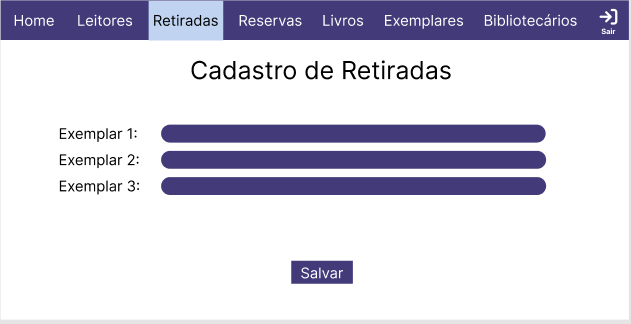 Home Leitores Retiradas Reservas Livros Exemplares Bibliotecários Sair
Cadastro de Retiradas
Exemplar 1:
Exemplar 2:
Exemplar 3:
Salvar